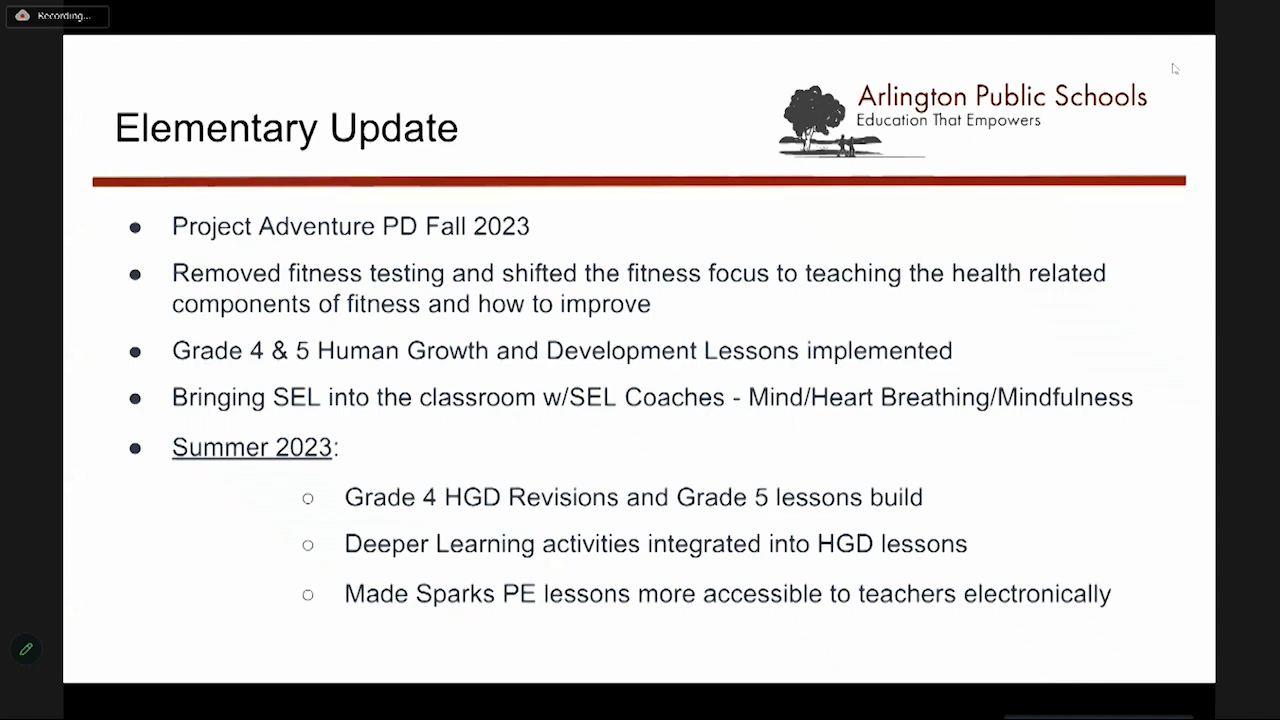 Recording...
Arlington Public Schools
Education That Empowers
Elementary Update
● Project Adventure PD Fall 2023
● Removed fitness testing and shifted the fitness focus to teaching the health related
components of fitness and how to improve
● Grade 4 & 5 Human Growth and Development Lessons implemented
● Bringing SEL into the classroom w/SEL Coaches - Mind/Heart Breathing/Mindfulness
● Summer 2023:
○ Grade 4 HGD Revisions and Grade 5 lessons build
○ Deeper Learning activities integrated into HGD lessons
○ Made Sparks PE lessons more accessible to teachers electronically